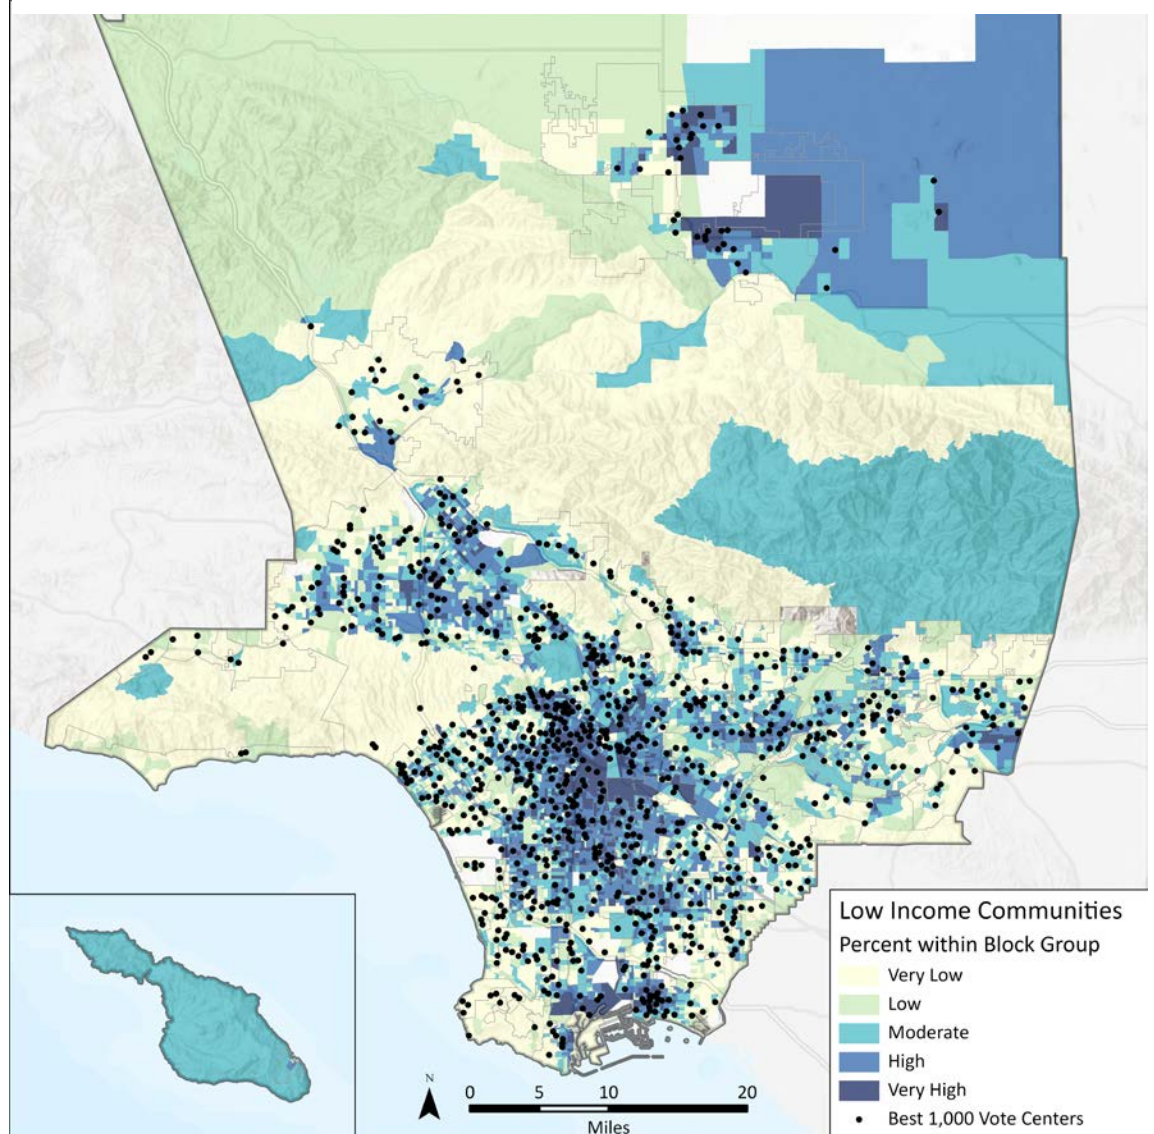 Low Income Communities
Percent within Block Group
Very Low
Low
Moderate
High
Very High
Best 1,000 Vote Centers
N
0 5 10 20
Miles